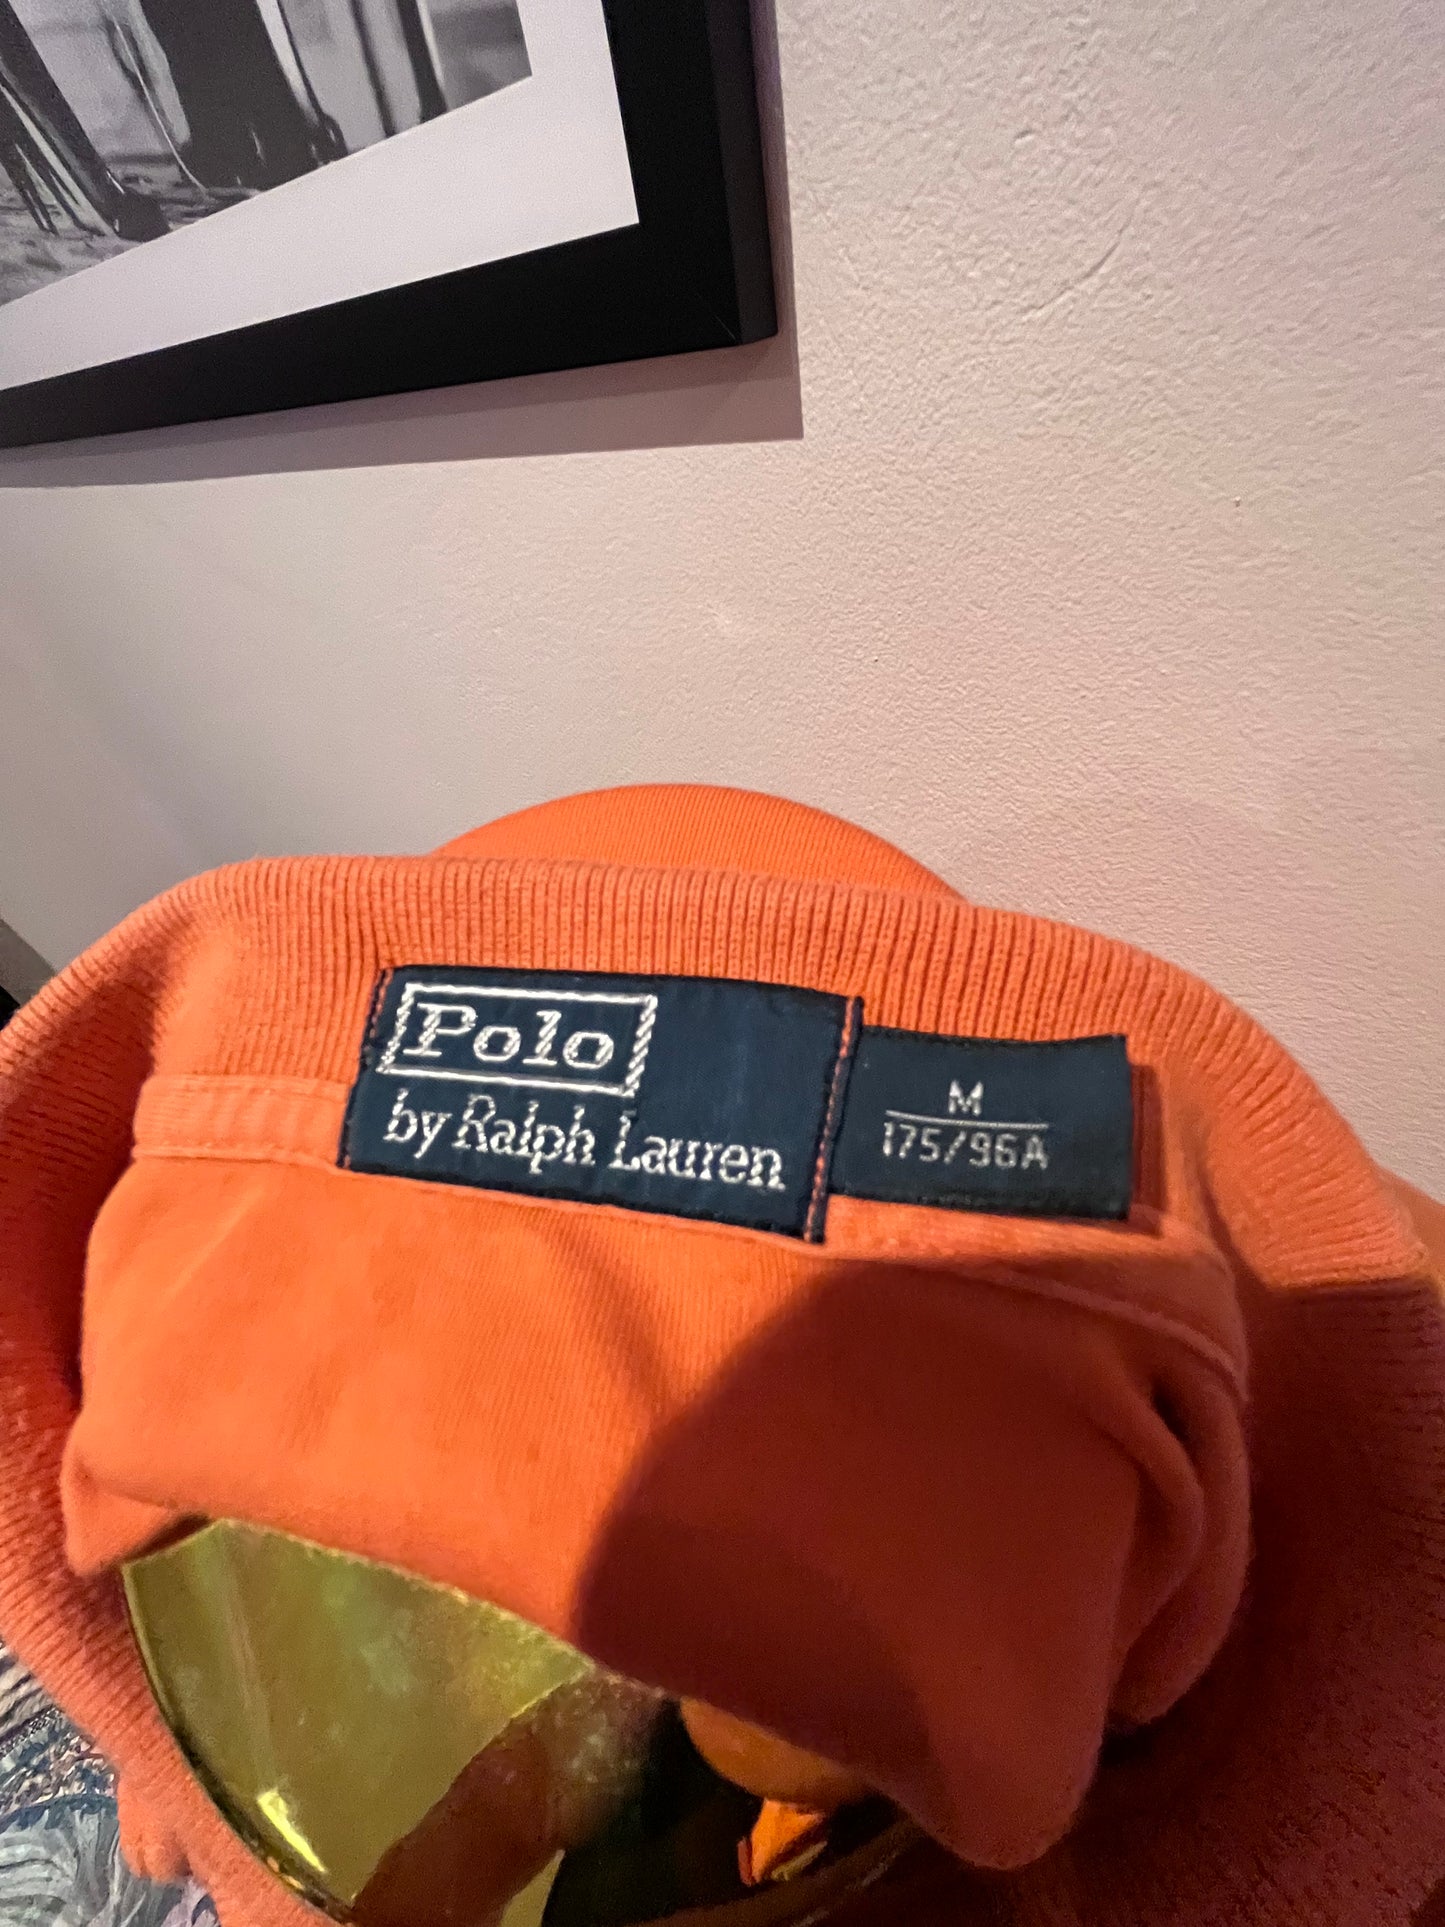 Polo
by Ralph Lauren
M
175/96A